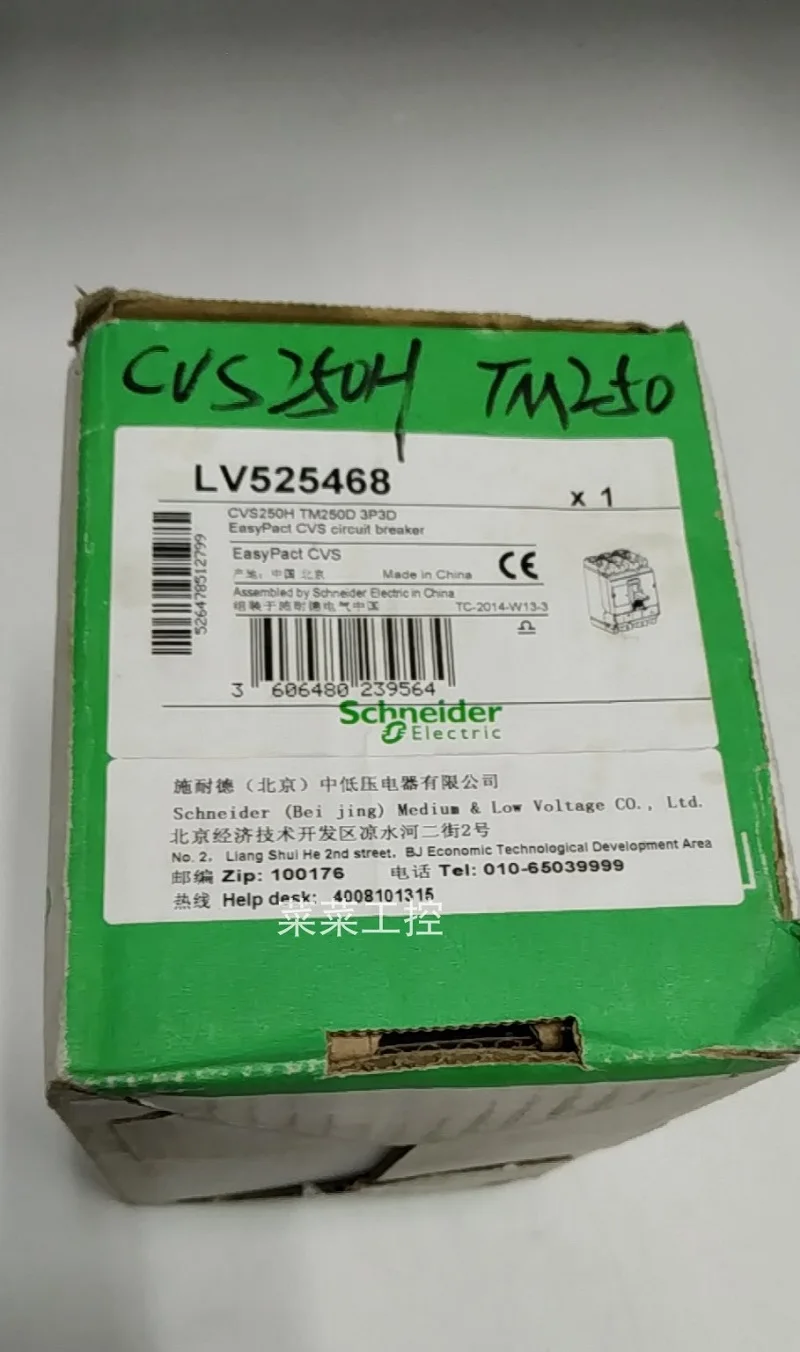 CVS250H TM250
LV525468
x 1
CVS250H TM250D 3P3D
EasyPact CVS circuit breaker
EasyPact CVS
产地: 中国 北京 Made in China
CE
Assembled by Schneider Electric in China
组装于施耐德电气中国 TC-2014-W13-3
526478512799
3 606480 239564
Schneider
Electric
施耐德（北京）中低压电器有限公司
Schneider (Bei jing) Medium & Low Voltage CO., Ltd.
北京经济技术开发区凉水河二街2号
No. 2, Liang Shui He 2nd street, BJ Economic Technological Development Area
邮编 Zip: 100176 电话 Tel: 010-65039999
热线 Help desk: 4008101315
菜菜工控